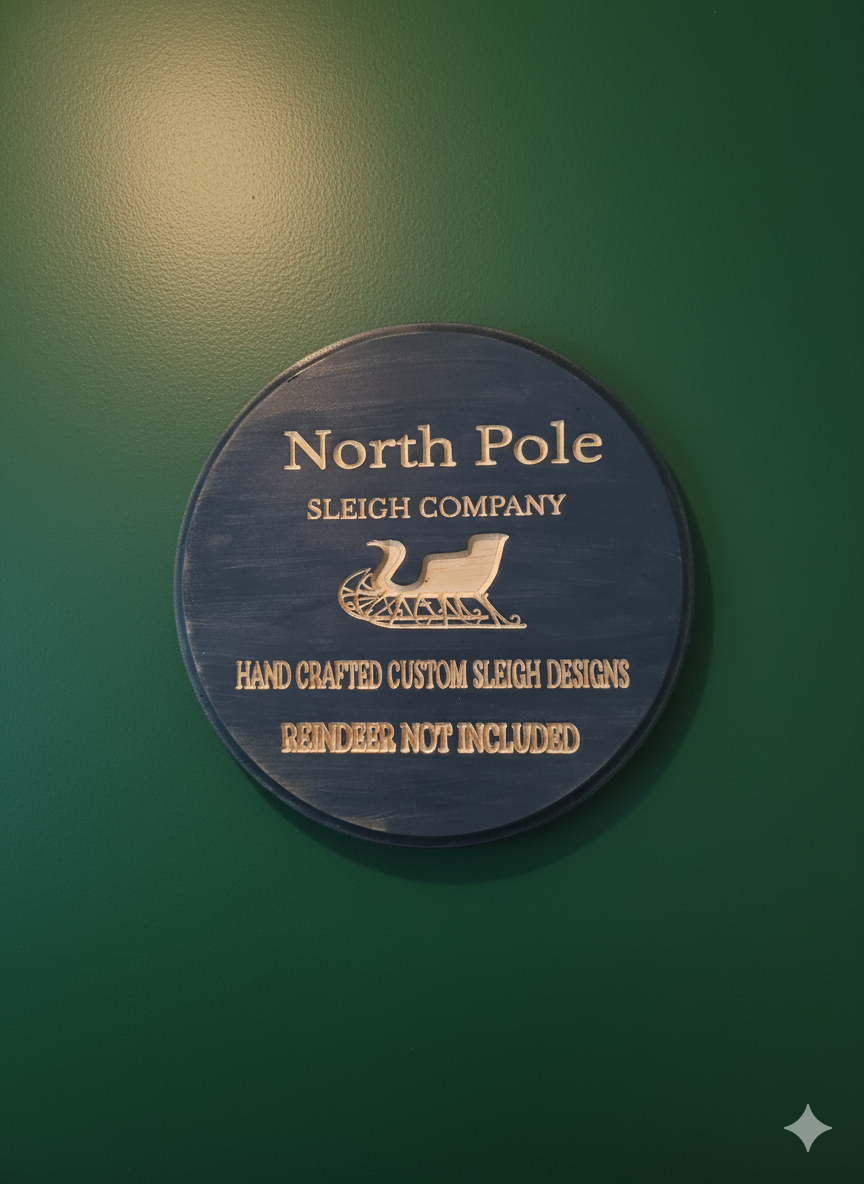 North Pole
SLEIGH COMPANY
HAND CRAFTED CUSTOM SLEIGH DESIGNS
REINDEER NOT INCLUDED